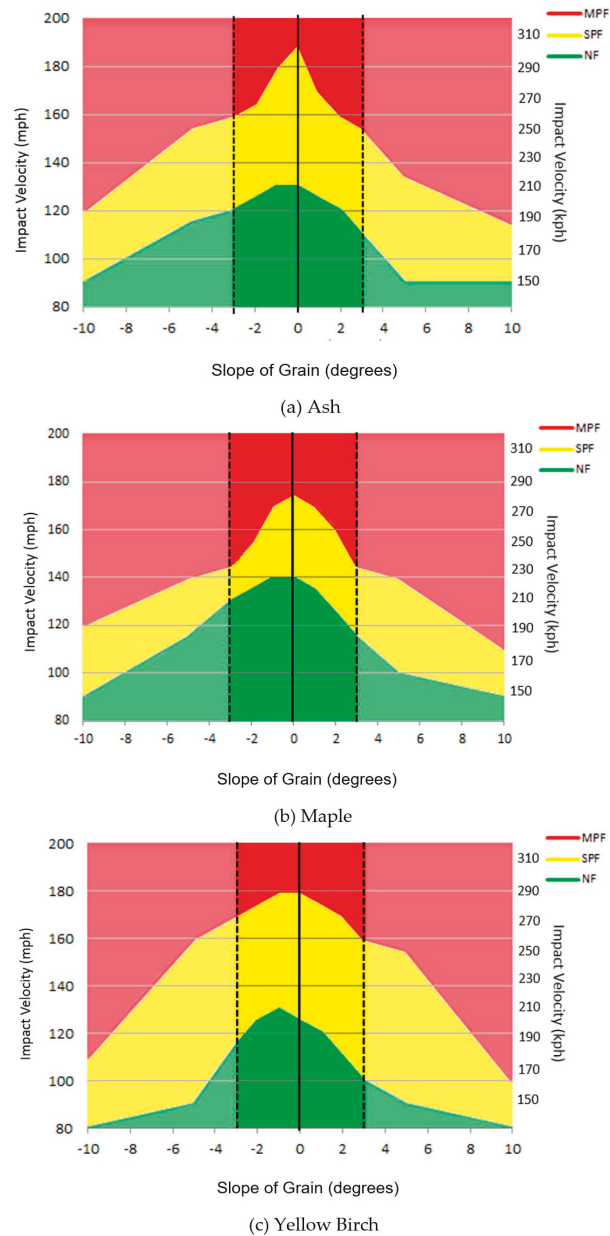 MPF
SPF
NF
200
180
160
140
120
100
80
Impact Velocity (mph)
310
290
270
250
230
210
190
170
150
Impact Velocity (kph)
-10 -8 -6 -4 -2 0 2 4 6 8 10
Slope of Grain (degrees)
(a) Ash
MPF
SPF
NF
200
180
160
140
120
100
80
Impact Velocity (mph)
310
290
270
250
230
210
190
170
150
Impact Velocity (kph)
-10 -8 -6 -4 -2 0 2 4 6 8 10
Slope of Grain (degrees)
(b) Maple
MPF
SPF
NF
200
180
160
140
120
100
80
Impact Velocity (mph)
310
290
270
250
230
210
190
170
150
Impact Velocity (kph)
-10 -8 -6 -4 -2 0 2 4 6 8 10
Slope of Grain (degrees)
(c) Yellow Birch